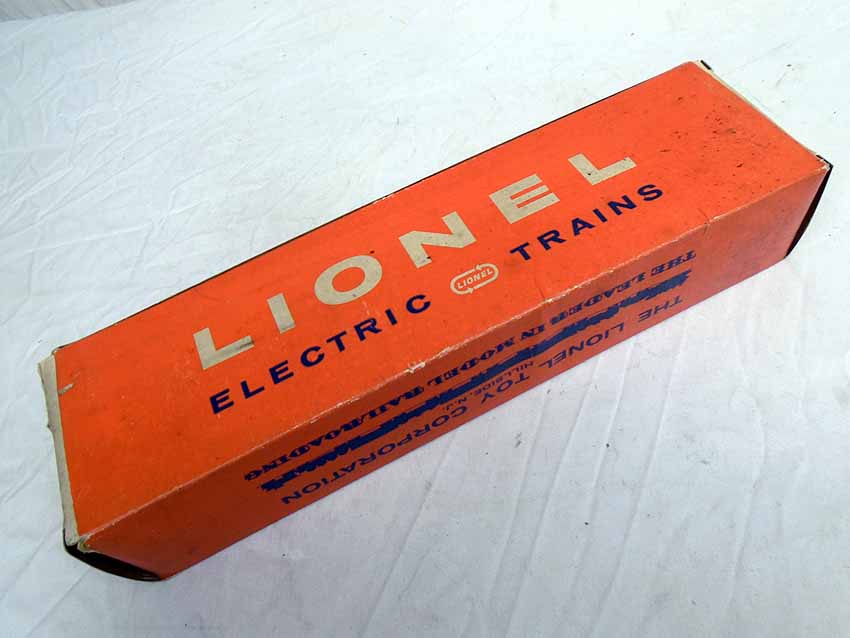 LIONEL
ELECTRIC LIONEL TRAINS
THE LIONEL TOY CORPORATION
HILLSIDE, N.J.
THE LEADER IN MODEL RAILROADING